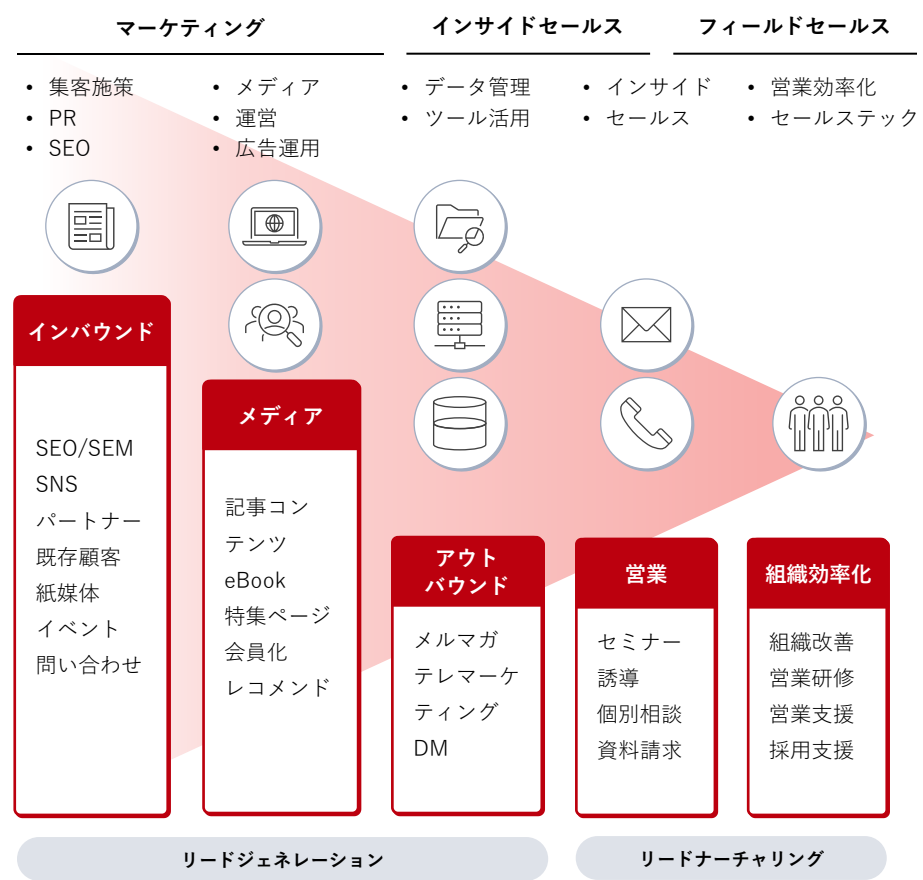 マーケティング
インサイドセールス
フィールドセールス
• 集客施策
• PR
• SEO
• メディア
• 運営
• 広告運用
• データ管理
• ツール活用
• インサイド
• セールス
• 営業効率化
• セールステック
インバウンド
SEO/SEM
SNS
パートナー
既存顧客
紙媒体
イベント
問い合わせ
メディア
記事コン
テンツ
eBook
特集ページ
会員化
レコメンド
アウト
バウンド
メルマガ
テレマーケ
ティング
DM
営業
セミナー
誘導
個別相談
資料請求
組織効率化
組織改善
営業研修
営業支援
採用支援
リードジェネレーション
リードナーチャリング